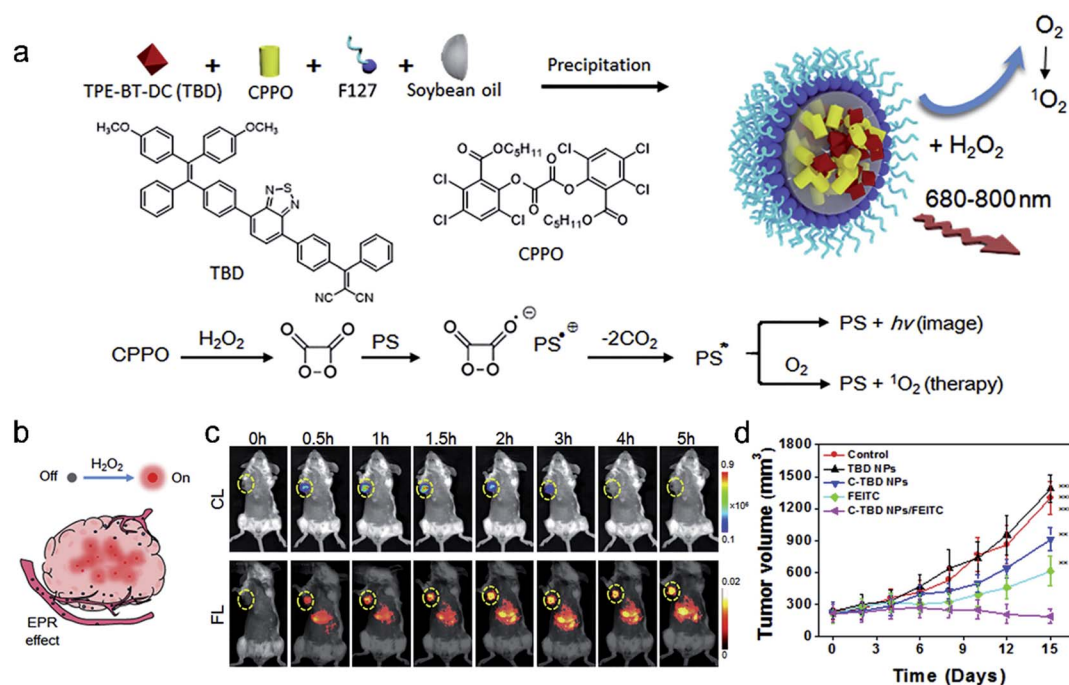 a
TPE-BT-DC (TBD) + CPPO + F127 + Soybean oil
Precipitation
O₂
¹O₂
+ H₂O₂
680-800nm
OCH₃
CH₃O
N
S
N
NC
CN
TBD
O
OC₅H₁₁
Cl
Cl
Cl
O
O
O
O
Cl
Cl
Cl
C₅H₁₁O
O
CPPO
CPPO
H₂O₂
O
O
O-O
PS
O
O
O-O
PS
-2CO₂
PS*
O₂
PS + hv (image)
PS + ¹O₂ (therapy)
b
Off
H₂O₂
On
EPR
effect
c
0h 0.5h 1h 1.5h 2h 3h 4h 5h
CL
0.9
×10⁶
0.1
FL
0.02
0
d
Tumor volume (mm³)
1800
1500
1200
900
600
300
0
Control
TBD NPs
C-TBD NPs
FEITC
C-TBD NPs/FEITC
0 3 6 9 12 15
Time (Days)